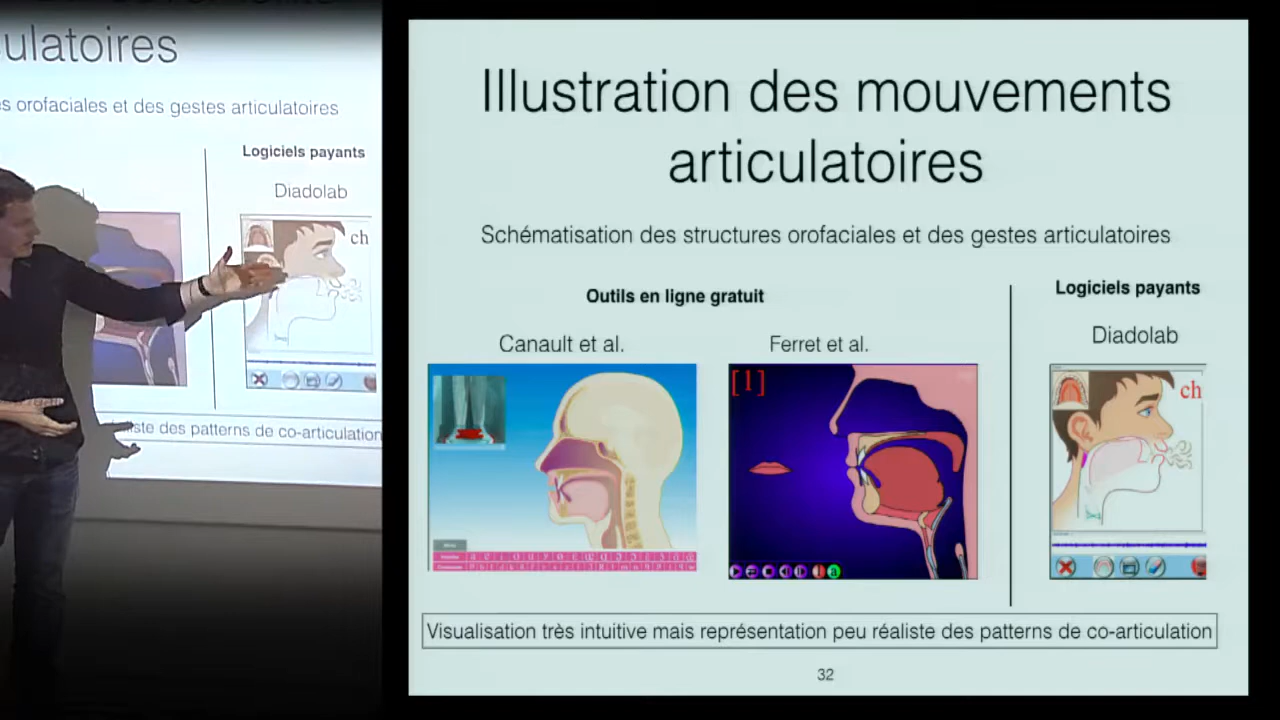 ulatoires
s orofaciales et des gestes articulatoires
Logiciels payants
Diadolab
ch
iste des patterns de co-articulation
Illustration des mouvements
articulatoires
Schématisation des structures orofaciales et des gestes articulatoires
Outils en ligne gratuit
Logiciels payants
Canault et al.
Ferret et al.
Diadolab
[l]
ch
Visualisation très intuitive mais représentation peu réaliste des patterns de co-articulation
32